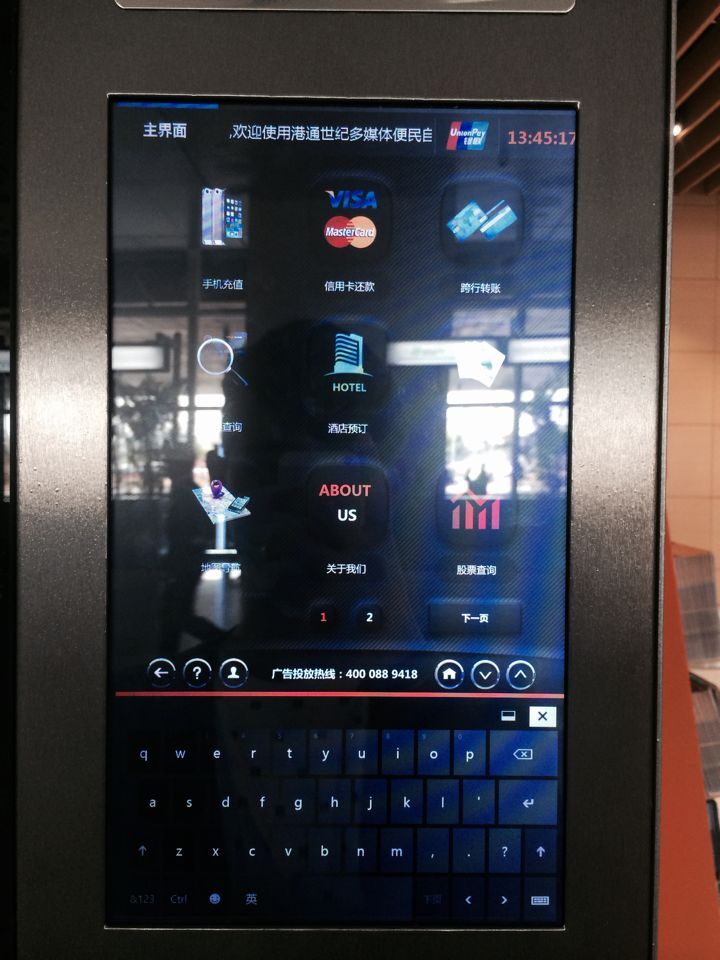 主界面 ,欢迎使用港通世纪多媒体便民自 UnionPay 银联 13:45:17
VISA
MasterCard
手机充值 信用卡还款 跨行转账
HOTEL
查询 酒店预订
ABOUT
US
地图导航 关于我们 股票查询
1 2 下一页
? 广告投放热线：400 088 9418
q w e r t y u i o p
a s d f g h j k l '
z x c v b n m , . ?
&123 Ctrl 英 下页 < >